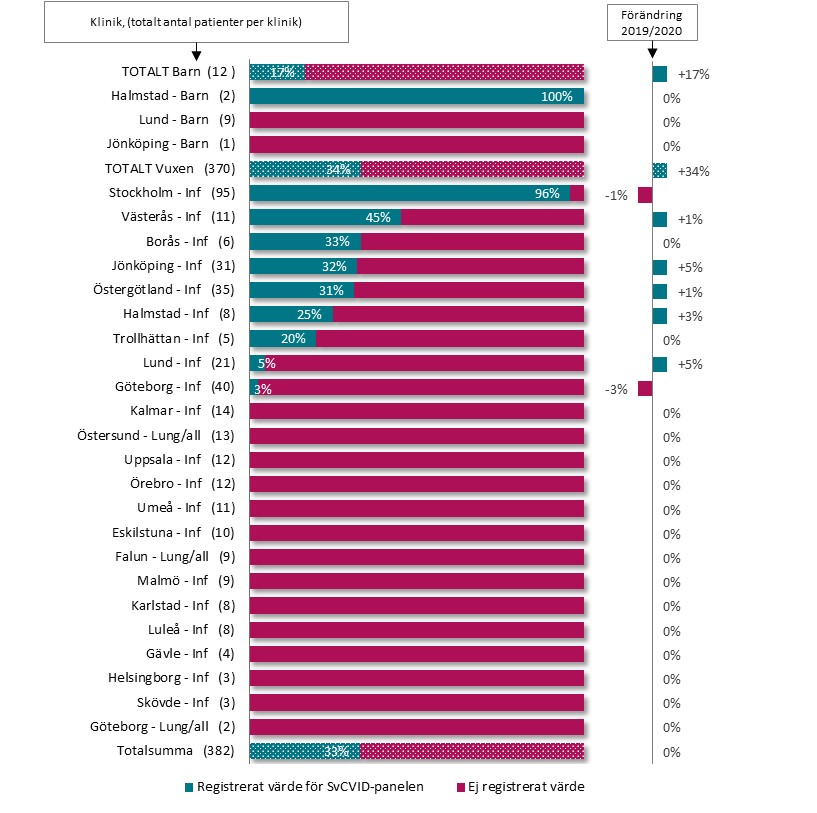 Klinik, (totalt antal patienter per klinik)
Förändring
2019/2020
TOTALT Barn (12 ) 17% +17%
Halmstad - Barn (2) 100% 0%
Lund - Barn (9) 0%
Jönköping - Barn (1) 0%
TOTALT Vuxen (370) 34% +34%
Stockholm - Inf (95) 96% -1%
Västerås - Inf (11) 45% +1%
Borås - Inf (6) 33% 0%
Jönköping - Inf (31) 32% +5%
Östergötland - Inf (35) 31% +1%
Halmstad - Inf (8) 25% +3%
Trollhättan - Inf (5) 20% 0%
Lund - Inf (21) 5% +5%
Göteborg - Inf (40) 3% -3%
Kalmar - Inf (14) 0%
Östersund - Lung/all (13) 0%
Uppsala - Inf (12) 0%
Örebro - Inf (12) 0%
Umeå - Inf (11) 0%
Eskilstuna - Inf (10) 0%
Falun - Lung/all (9) 0%
Malmö - Inf (9) 0%
Karlstad - Inf (8) 0%
Luleå - Inf (8) 0%
Gävle - Inf (4) 0%
Helsingborg - Inf (3) 0%
Skövde - Inf (3) 0%
Göteborg - Lung/all (2) 0%
Totalsumma (382) 33% 0%
Registrerat värde för SvCVID-panelen Ej registrerat värde